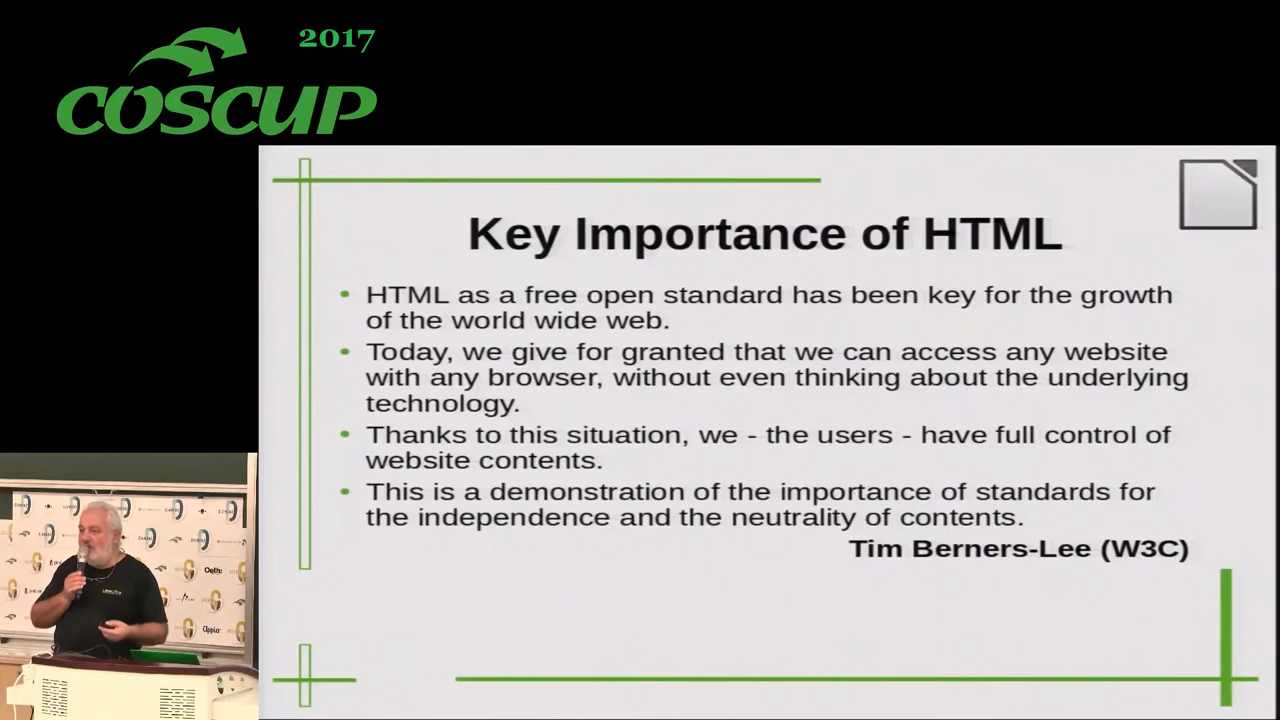 2017
COSCUP
Key Importance of HTML
• HTML as a free open standard has been key for the growth
of the world wide web.
• Today, we give for granted that we can access any website
with any browser, without even thinking about the underlying
technology.
• Thanks to this situation, we - the users - have full control of
website contents.
• This is a demonstration of the importance of standards for
the independence and the neutrality of contents.
Tim Berners-Lee (W3C)
Oath:
Appier